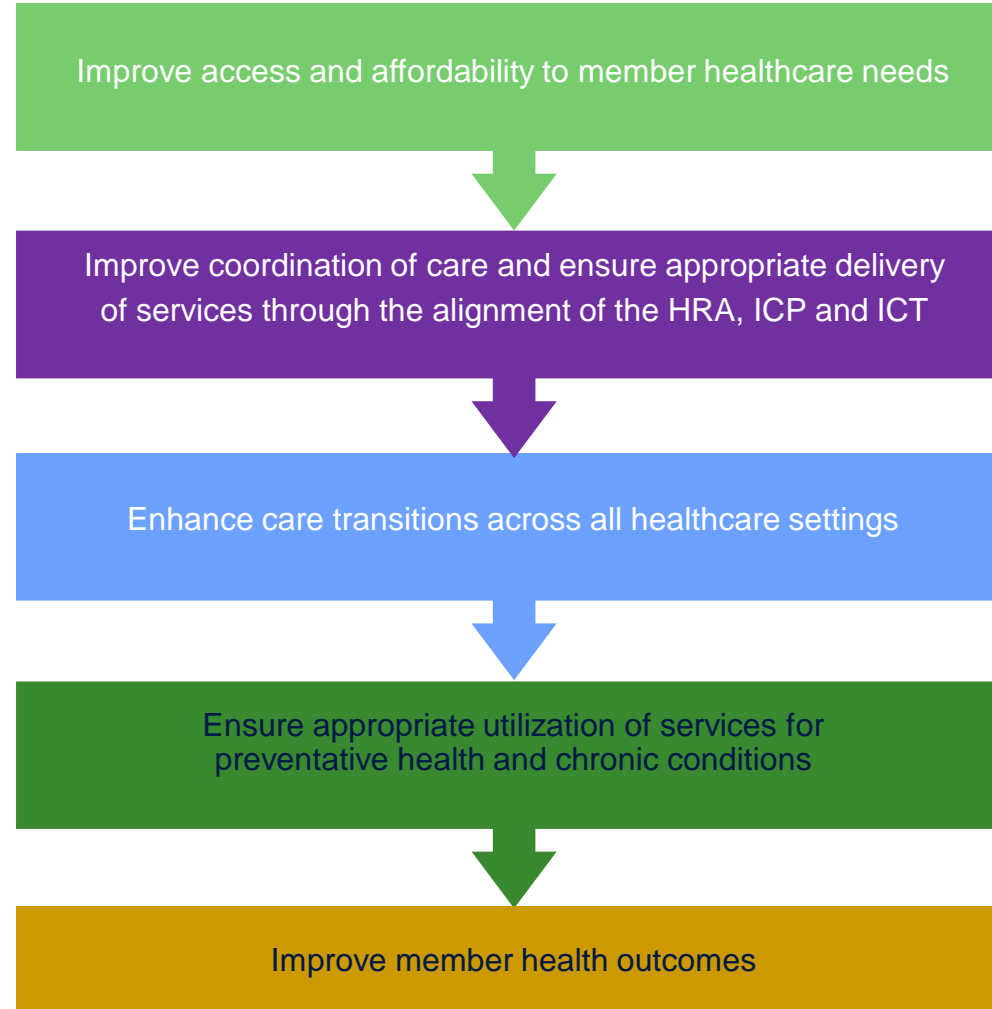 Improve access and affordability to member healthcare needs
Improve coordination of care and ensure appropriate delivery
of services through the alignment of the HRA, ICP and ICT
Enhance care transitions across all healthcare settings
Ensure appropriate utilization of services for
preventative health and chronic conditions
Improve member health outcomes